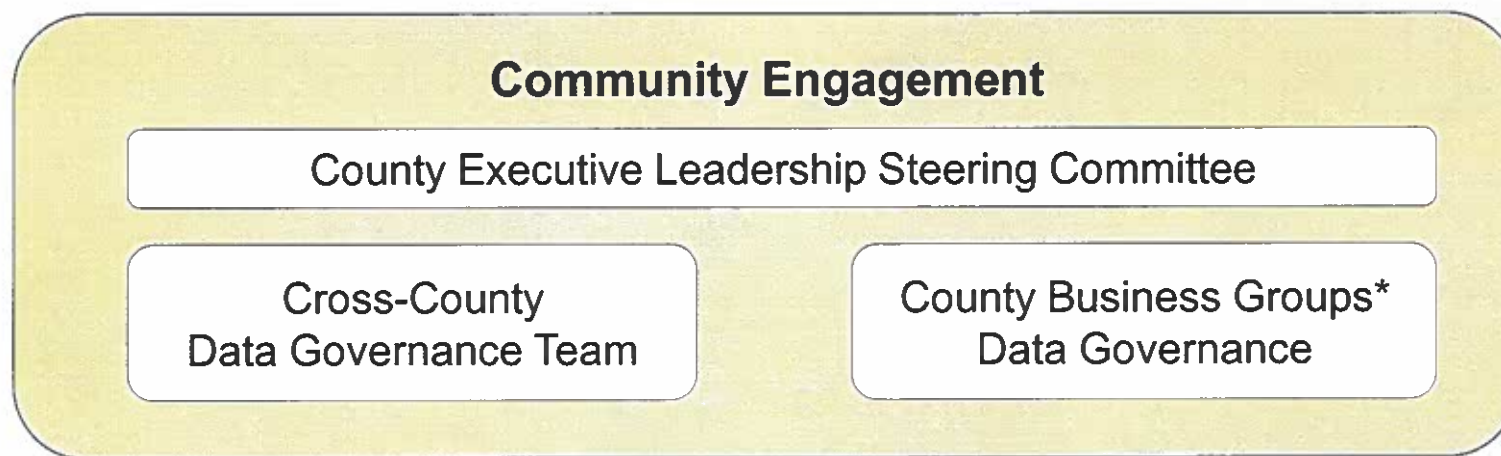 Community Engagement
County Executive Leadership Steering Committee
Cross-County
Data Governance Team
County Business Groups*
Data Governance